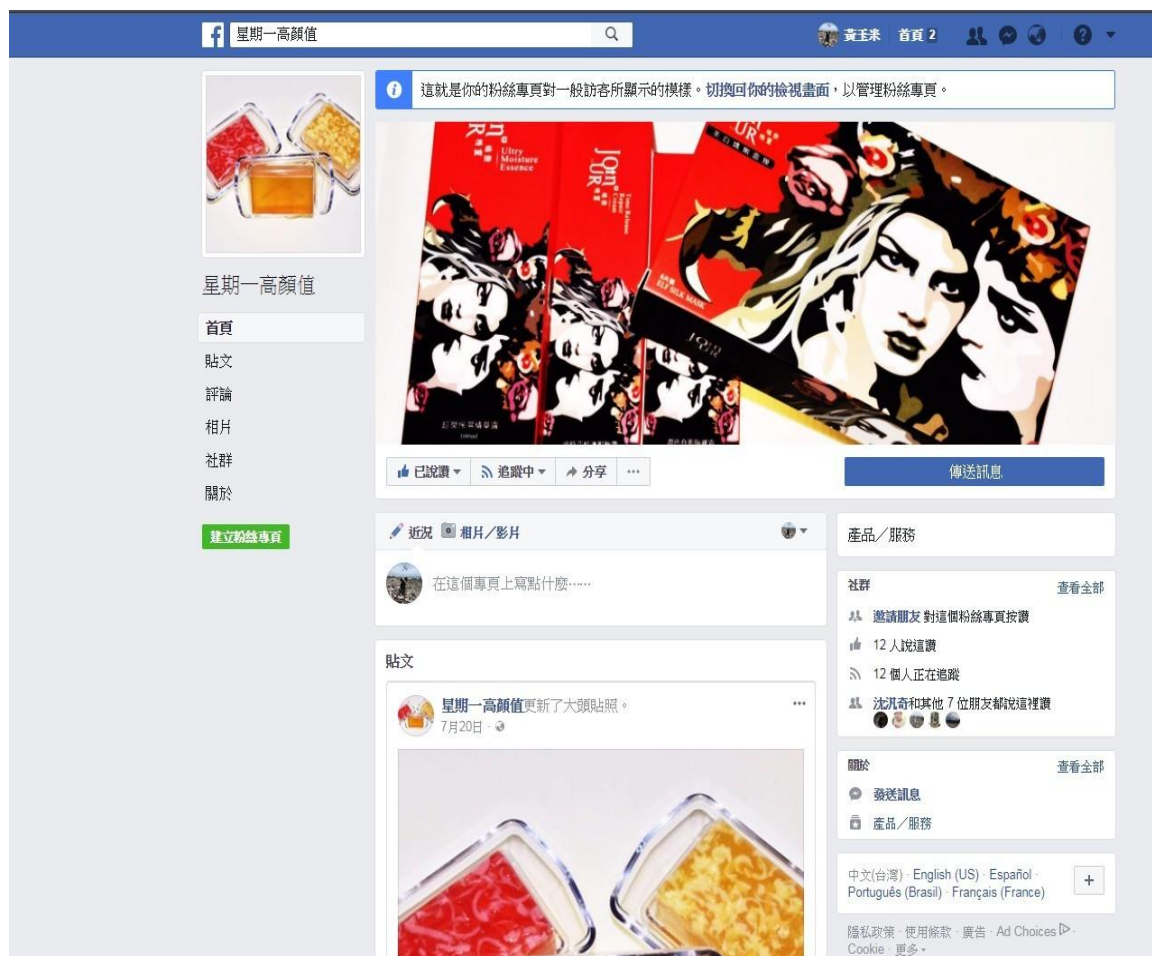 星期一高顏值
黃玉米 首頁 2
這就是你的粉絲專頁對一般訪客所顯示的模樣。切換回你的檢視畫面,以管理粉絲專頁。
Ultry
Moisture
Essence
Jorn
UR
UR
ELF SILK MASK
星期一高顏值
首頁
貼文
評論
相片
社群
關於
建立粉絲專頁
已說讚 追蹤中 分享 ...
傳送訊息
近況 相片/影片
在這個專頁上寫點什麼……
貼文
星期一高顏值更新了大頭貼照。
7月20日
產品/服務
社群 查看全部
邀請朋友 對這個粉絲專頁按讚
12 人說這讚
12 個人正在追蹤
沈汎奇和其他 7 位朋友都說這裡讚
關於 查看全部
發送訊息
產品/服務
中文(台灣) · English (US) · Español ·
Português (Brasil) · Français (France)
隱私政策 · 使用條款 · 廣告 · Ad Choices ·
Cookie · 更多